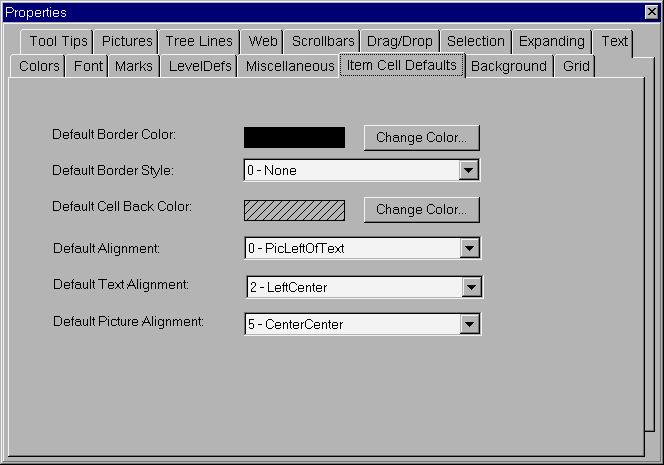 Properties
Tool Tips Pictures Tree Lines Web Scrollbars Drag/Drop Selection Expanding Text
Colors Font Marks LevelDefs Miscellaneous Item Cell Defaults Background Grid
Default Border Color: Change Color...
Default Border Style: 0 - None
Default Cell Back Color: Change Color...
Default Alignment: 0 - PicLeftOfText
Default Text Alignment: 2 - LeftCenter
Default Picture Alignment: 5 - CenterCenter